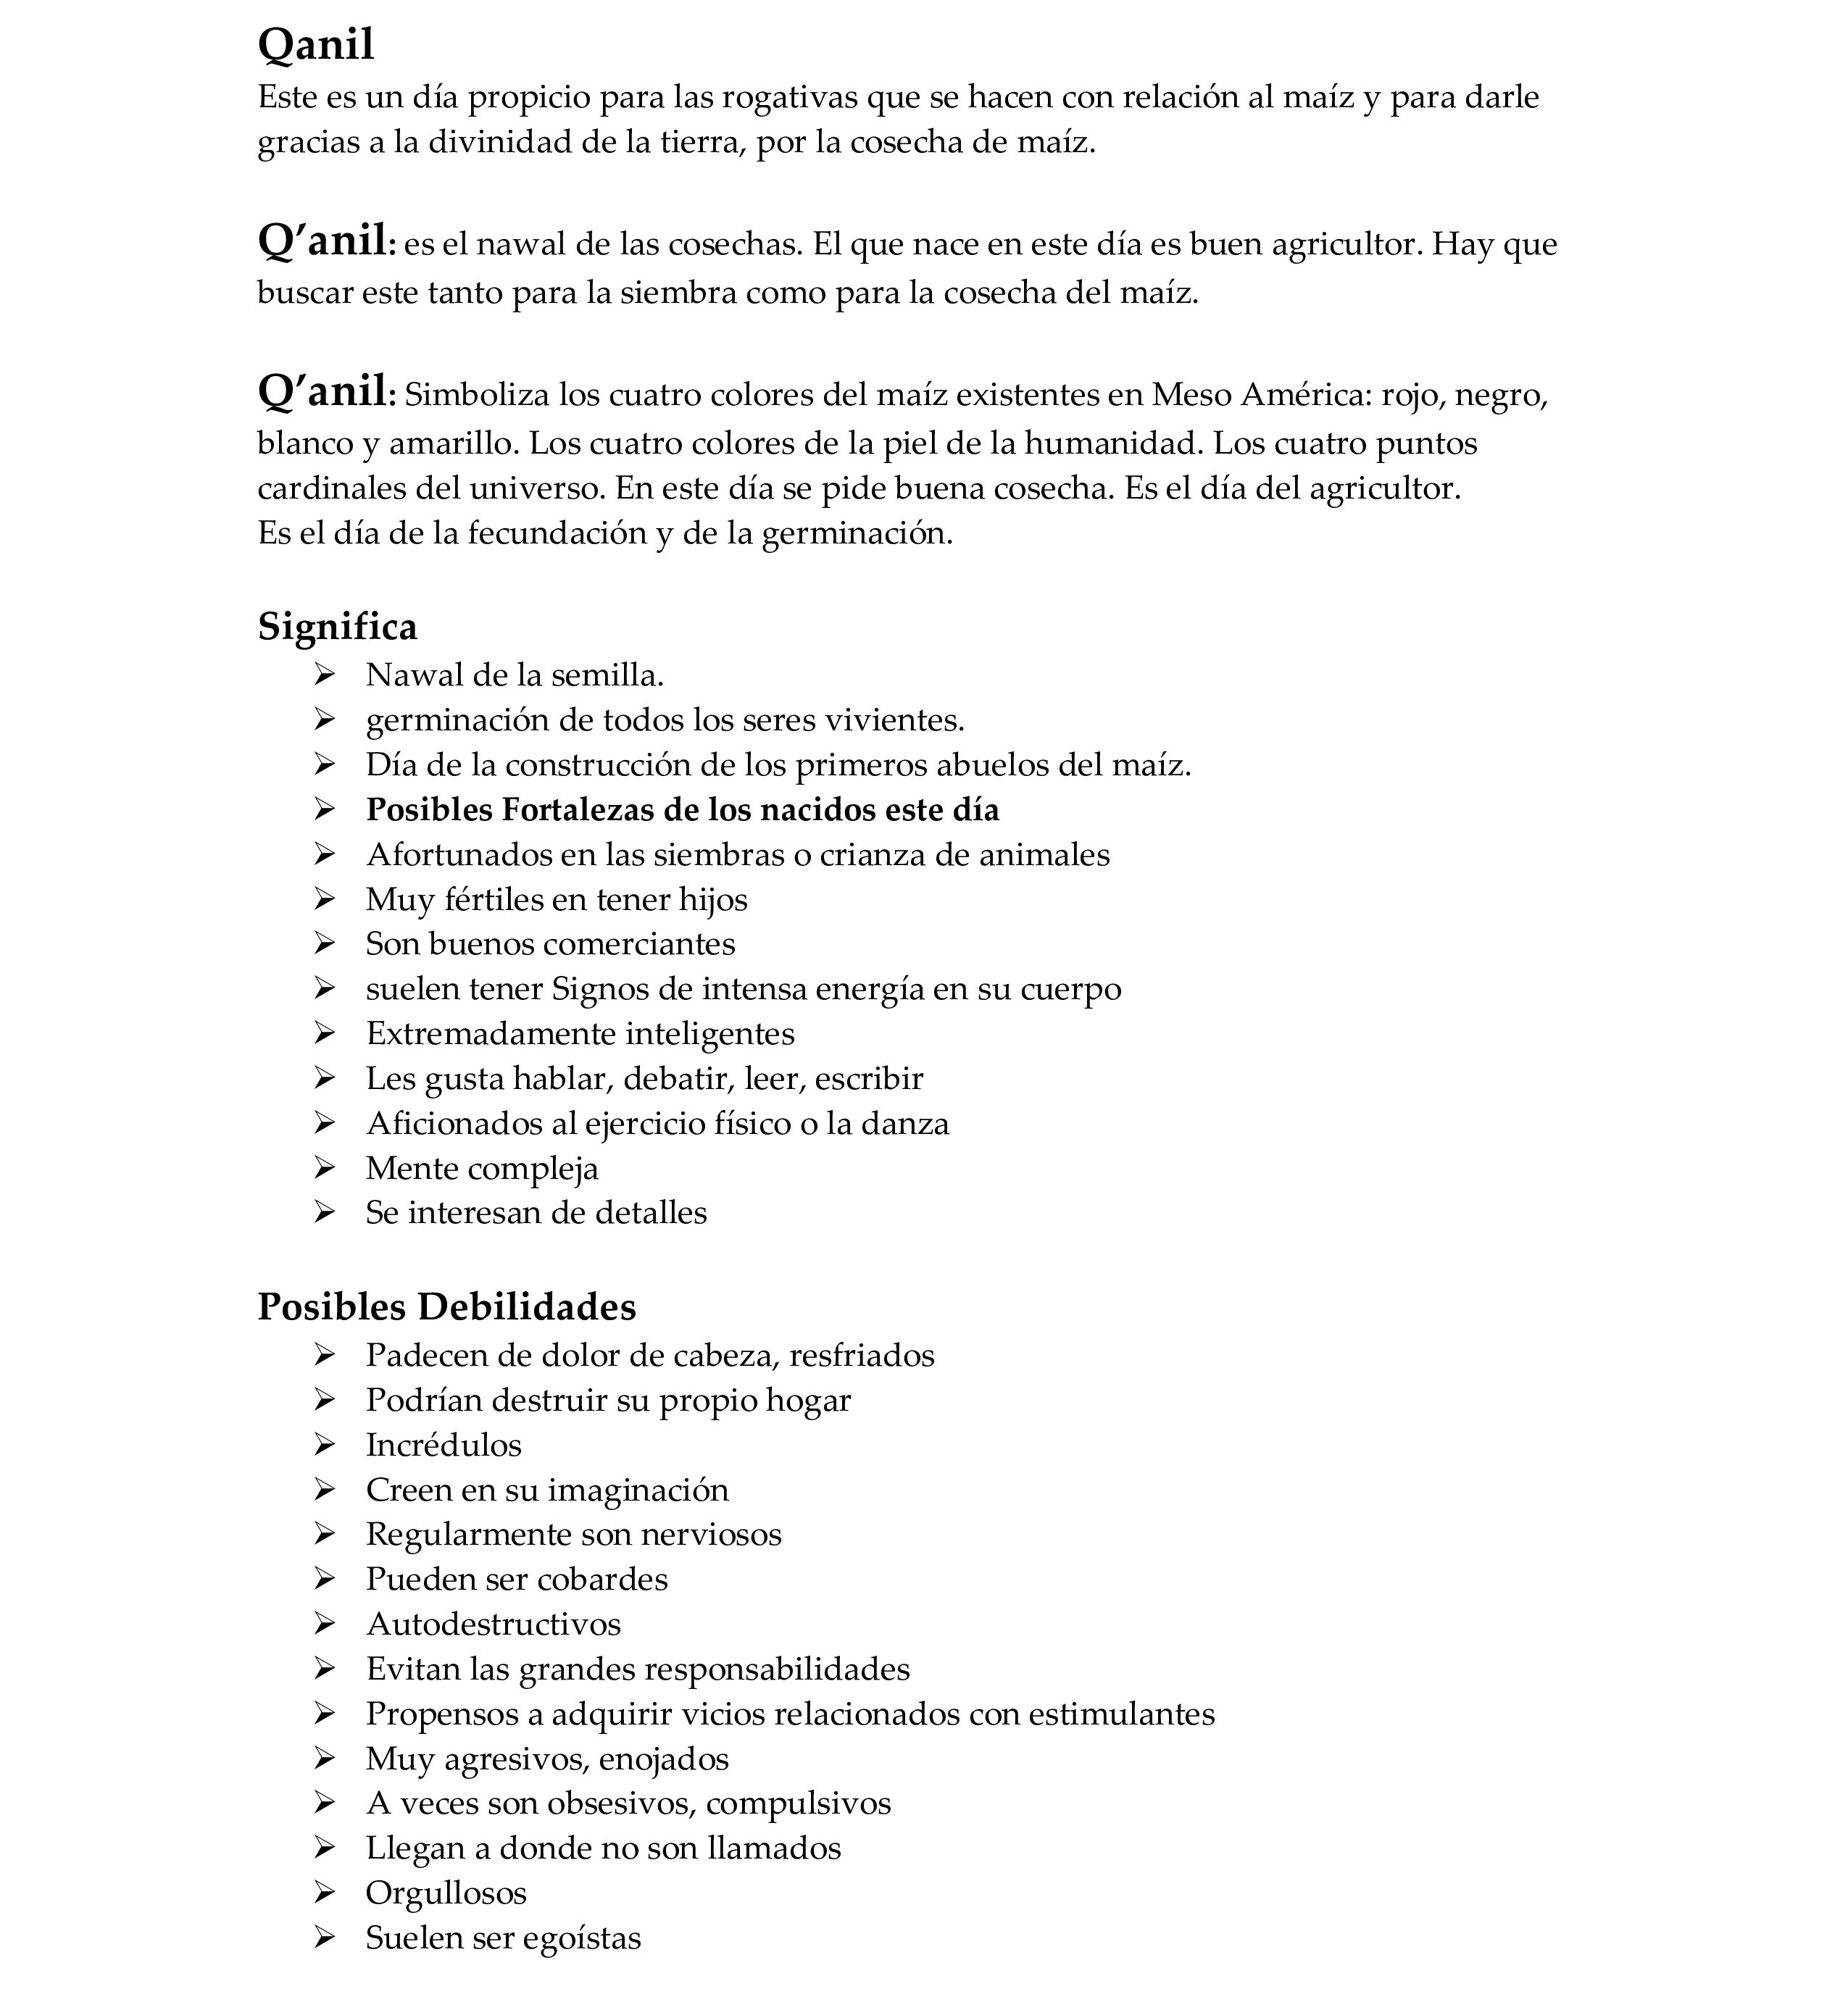 Qanil
Este es un día propicio para las rogativas que se hacen con relación al maíz y para darle
gracias a la divinidad de la tierra, por la cosecha de maíz.
Q’anil: es el nawal de las cosechas. El que nace en este día es buen agricultor. Hay que
buscar este tanto para la siembra como para la cosecha del maíz.
Q’anil: Simboliza los cuatro colores del maíz existentes en Meso América: rojo, negro,
blanco y amarillo. Los cuatro colores de la piel de la humanidad. Los cuatro puntos
cardinales del universo. En este día se pide buena cosecha. Es el día del agricultor.
Es el día de la fecundación y de la germinación.
Significa
➢ Nawal de la semilla.
➢ germinación de todos los seres vivientes.
➢ Día de la construcción de los primeros abuelos del maíz.
➢ Posibles Fortalezas de los nacidos este día
➢ Afortunados en las siembras o crianza de animales
➢ Muy fértiles en tener hijos
➢ Son buenos comerciantes
➢ suelen tener Signos de intensa energía en su cuerpo
➢ Extremadamente inteligentes
➢ Les gusta hablar, debatir, leer, escribir
➢ Aficionados al ejercicio físico o la danza
➢ Mente compleja
➢ Se interesan de detalles
Posibles Debilidades
➢ Padecen de dolor de cabeza, resfriados
➢ Podrían destruir su propio hogar
➢ Incrédulos
➢ Creen en su imaginación
➢ Regularmente son nerviosos
➢ Pueden ser cobardes
➢ Autodestructivos
➢ Evitan las grandes responsabilidades
➢ Propensos a adquirir vicios relacionados con estimulantes
➢ Muy agresivos, enojados
➢ A veces son obsesivos, compulsivos
➢ Llegan a donde no son llamados
➢ Orgullosos
➢ Suelen ser egoístas